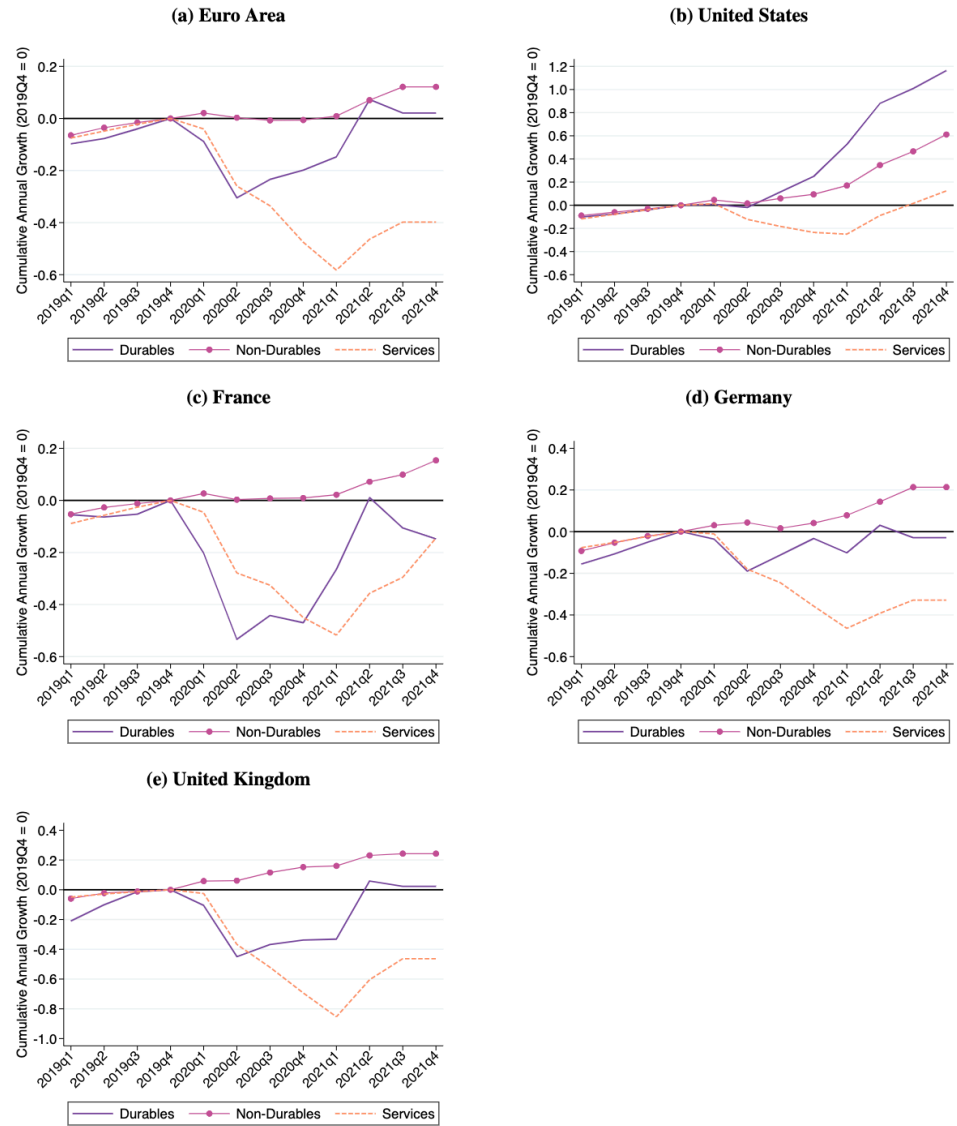 (a) Euro Area
Cumulative Annual Growth (2019Q4 = 0)
0.2
0.0
-0.2
-0.4
-0.6
2019q1 2019q2 2019q3 2019q4 2020q1 2020q2 2020q3 2020q4 2021q1 2021q2 2021q3 2021q4
Durables Non-Durables Services
(b) United States
Cumulative Annual Growth (2019Q4 = 0)
1.2
1.0
0.8
0.6
0.4
0.2
0.0
-0.2
-0.4
-0.6
2019q1 2019q2 2019q3 2019q4 2020q1 2020q2 2020q3 2020q4 2021q1 2021q2 2021q3 2021q4
Durables Non-Durables Services
(c) France
Cumulative Annual Growth (2019Q4 = 0)
0.2
0.0
-0.2
-0.4
-0.6
2019q1 2019q2 2019q3 2019q4 2020q1 2020q2 2020q3 2020q4 2021q1 2021q2 2021q3 2021q4
Durables Non-Durables Services
(d) Germany
Cumulative Annual Growth (2019Q4 = 0)
0.4
0.2
0.0
-0.2
-0.4
-0.6
2019q1 2019q2 2019q3 2019q4 2020q1 2020q2 2020q3 2020q4 2021q1 2021q2 2021q3 2021q4
Durables Non-Durables Services
(e) United Kingdom
Cumulative Annual Growth (2019Q4 = 0)
0.4
0.2
0.0
-0.2
-0.4
-0.6
-0.8
-1.0
2019q1 2019q2 2019q3 2019q4 2020q1 2020q2 2020q3 2020q4 2021q1 2021q2 2021q3 2021q4
Durables Non-Durables Services